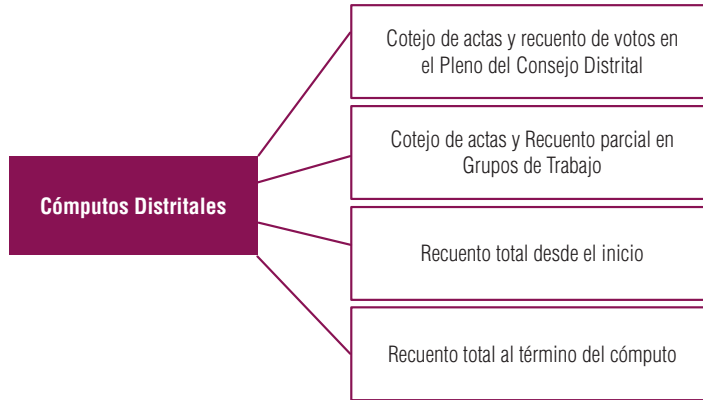 Cotejo de actas y recuento de votos en
el Pleno del Consejo Distrital
Cotejo de actas y Recuento parcial en
Grupos de Trabajo
Cómputos Distritales
Recuento total desde el inicio
Recuento total al término del cómputo